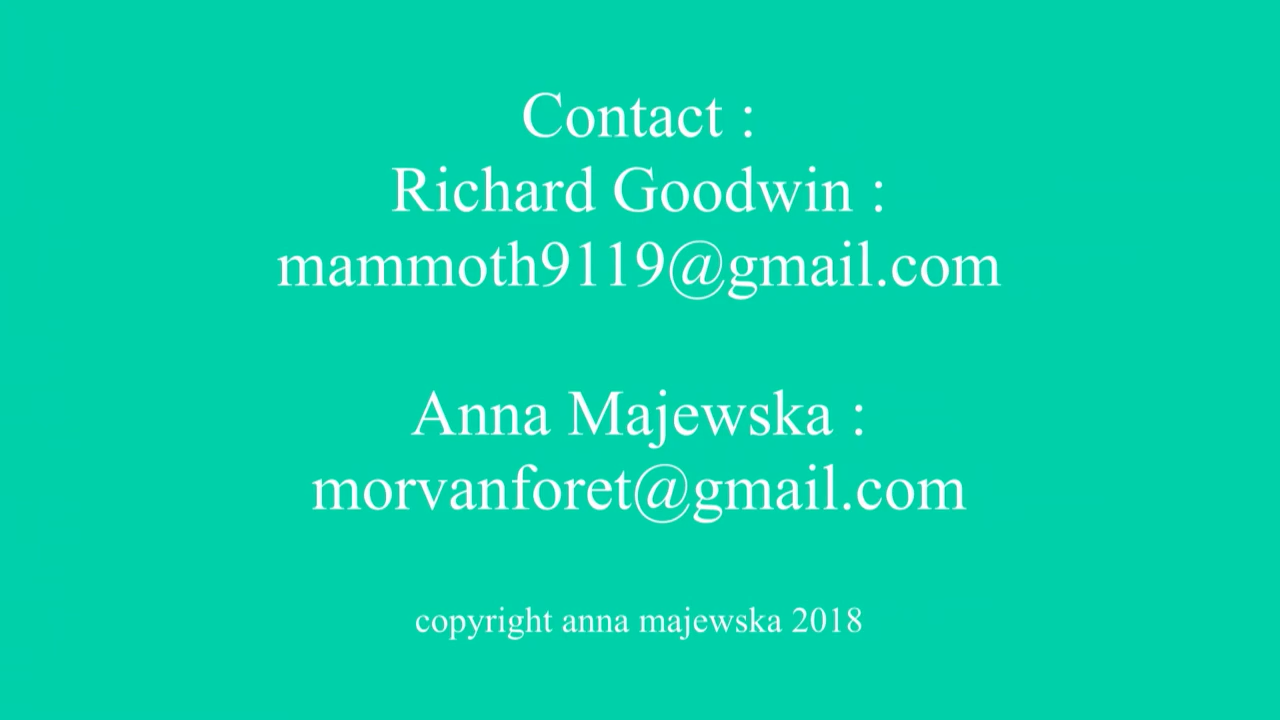 Contact :
Richard Goodwin :
mammoth9119@gmail.com
Anna Majewska :
morvanforet@gmail.com
copyright anna majewska 2018